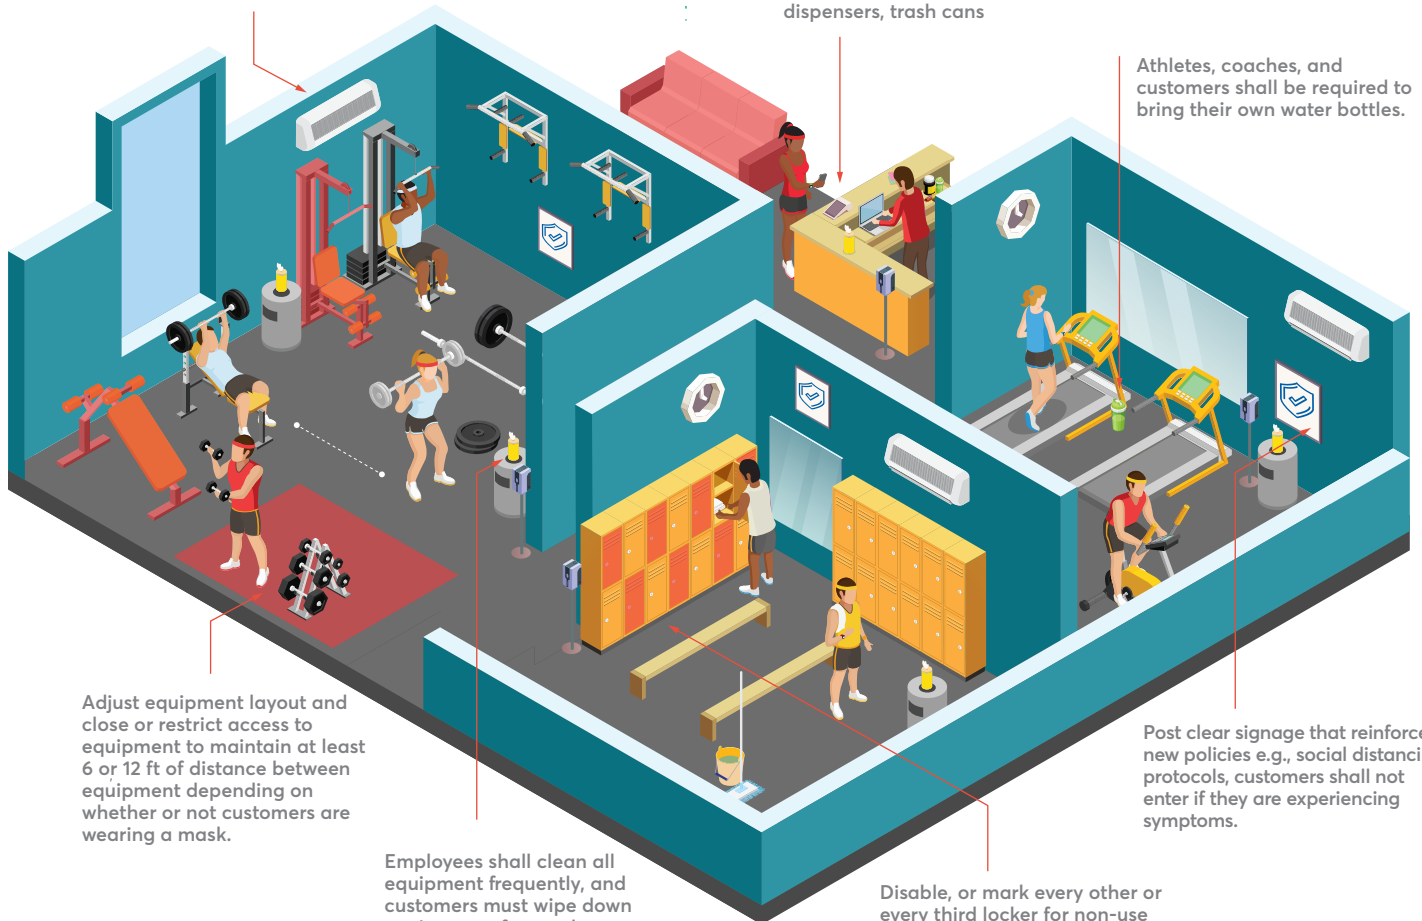 dispensers, trash cans
Athletes, coaches, and
customers shall be required to
bring their own water bottles.
Adjust equipment layout and
close or restrict access to
equipment to maintain at least
6 or 12 ft of distance between
equipment depending on
whether or not customers are
wearing a mask.
Post clear signage that reinforce
new policies e.g., social distanci
protocols, customers shall not
enter if they are experiencing
symptoms.
Employees shall clean all
equipment frequently, and
customers must wipe down
Disable, or mark every other or
every third locker for non-use